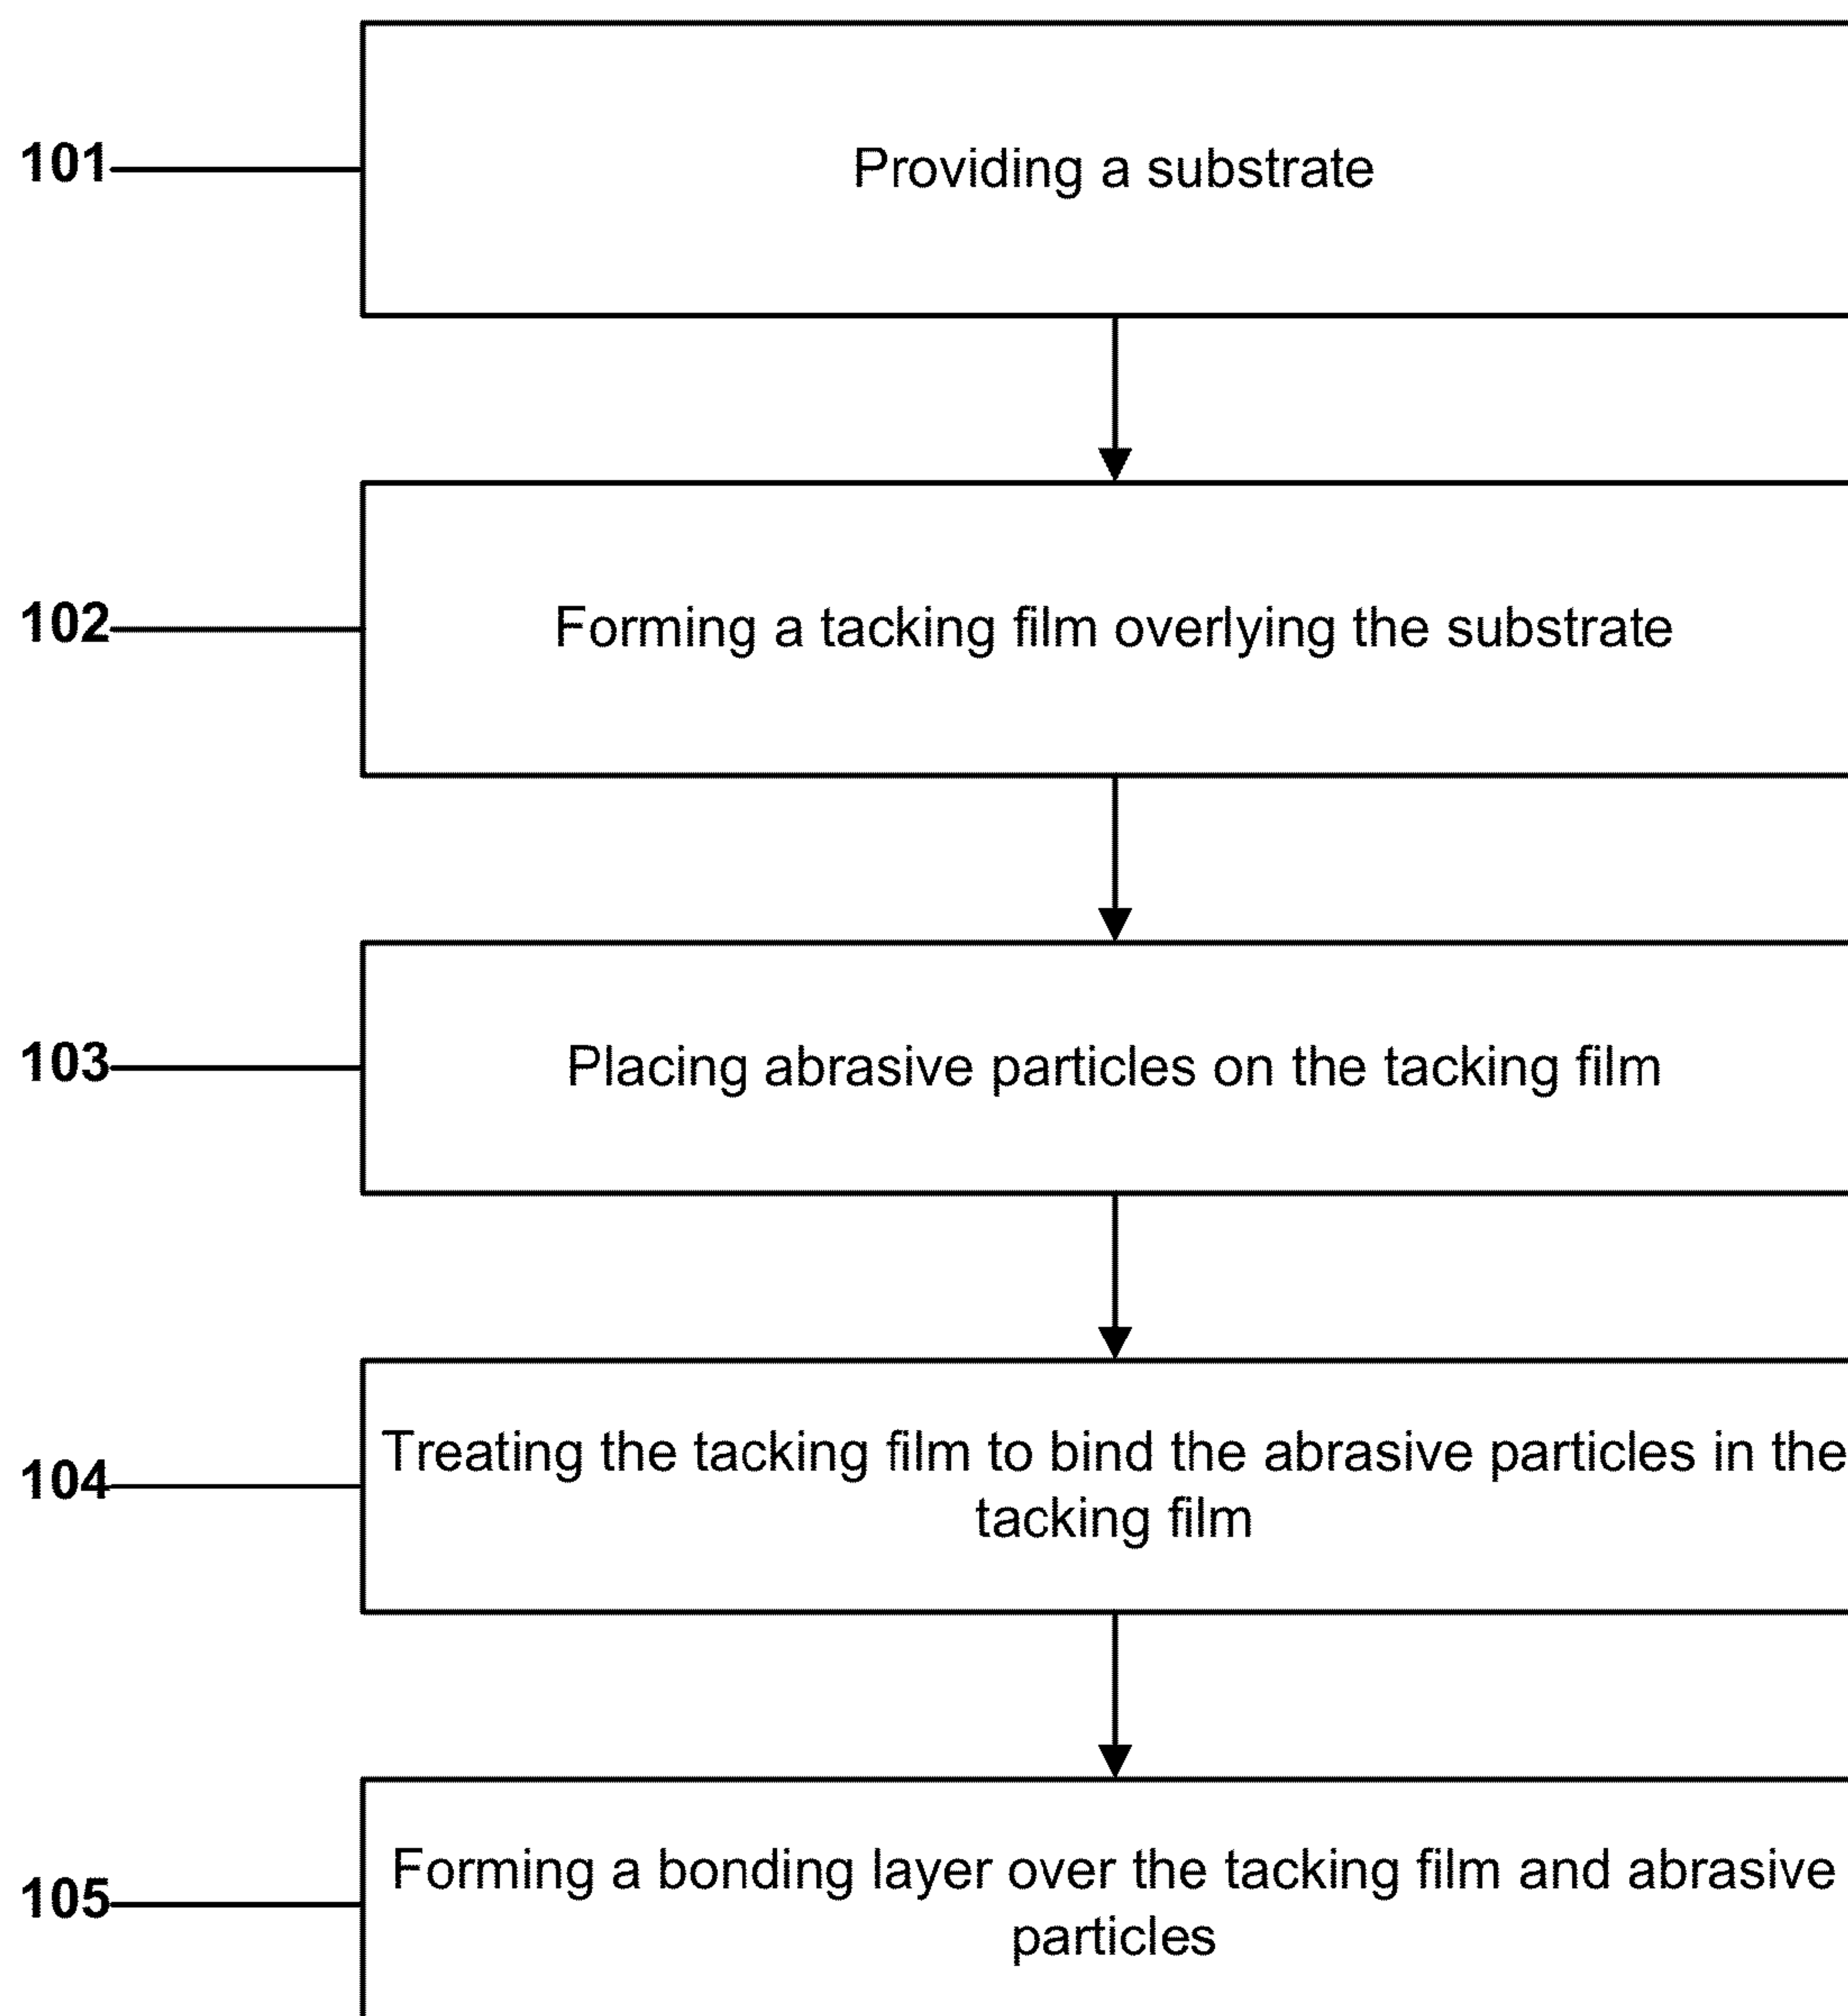 101
Providing a substrate
102
Forming a tacking film overlying the substrate
103
Placing abrasive particles on the tacking film
104
Treating the tacking film to bind the abrasive particles in the
tacking film
105
Forming a bonding layer over the tacking film and abrasive
particles